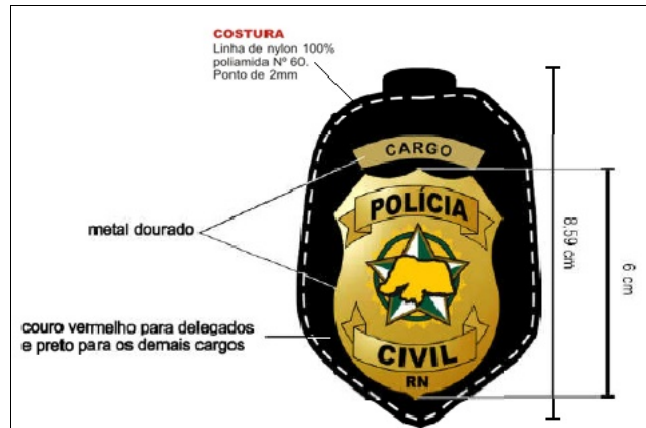 COSTURA
Linha de nylon 100%
poliamida Nº 60.
Ponto de 2mm
CARGO
POLÍCIA
metal dourado
8,59 cm
6 cm
couro vermelho para delegados
e preto para os demais cargos
CIVIL
RN